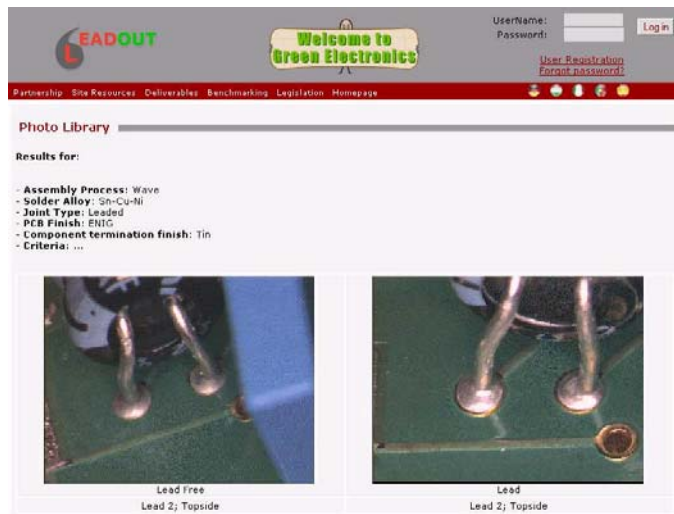 LEADOUT
Welcome to
Green Electronics
UserName:
Password:
Log in
User Registration
Forgot password?
Partnership Site Resources Deliverables Benchmarking Legislation Homepage
Photo Library
Results for:
- Assembly Process: Wave
- Solder Alloy: Sn-Cu-Ni
- Joint Type: Leaded
- PCB Finish: ENIG
- Component termination finish: Tin
- Criteria: ...
Lead Free
Lead
Lead 2; Topside
Lead 2; Topside